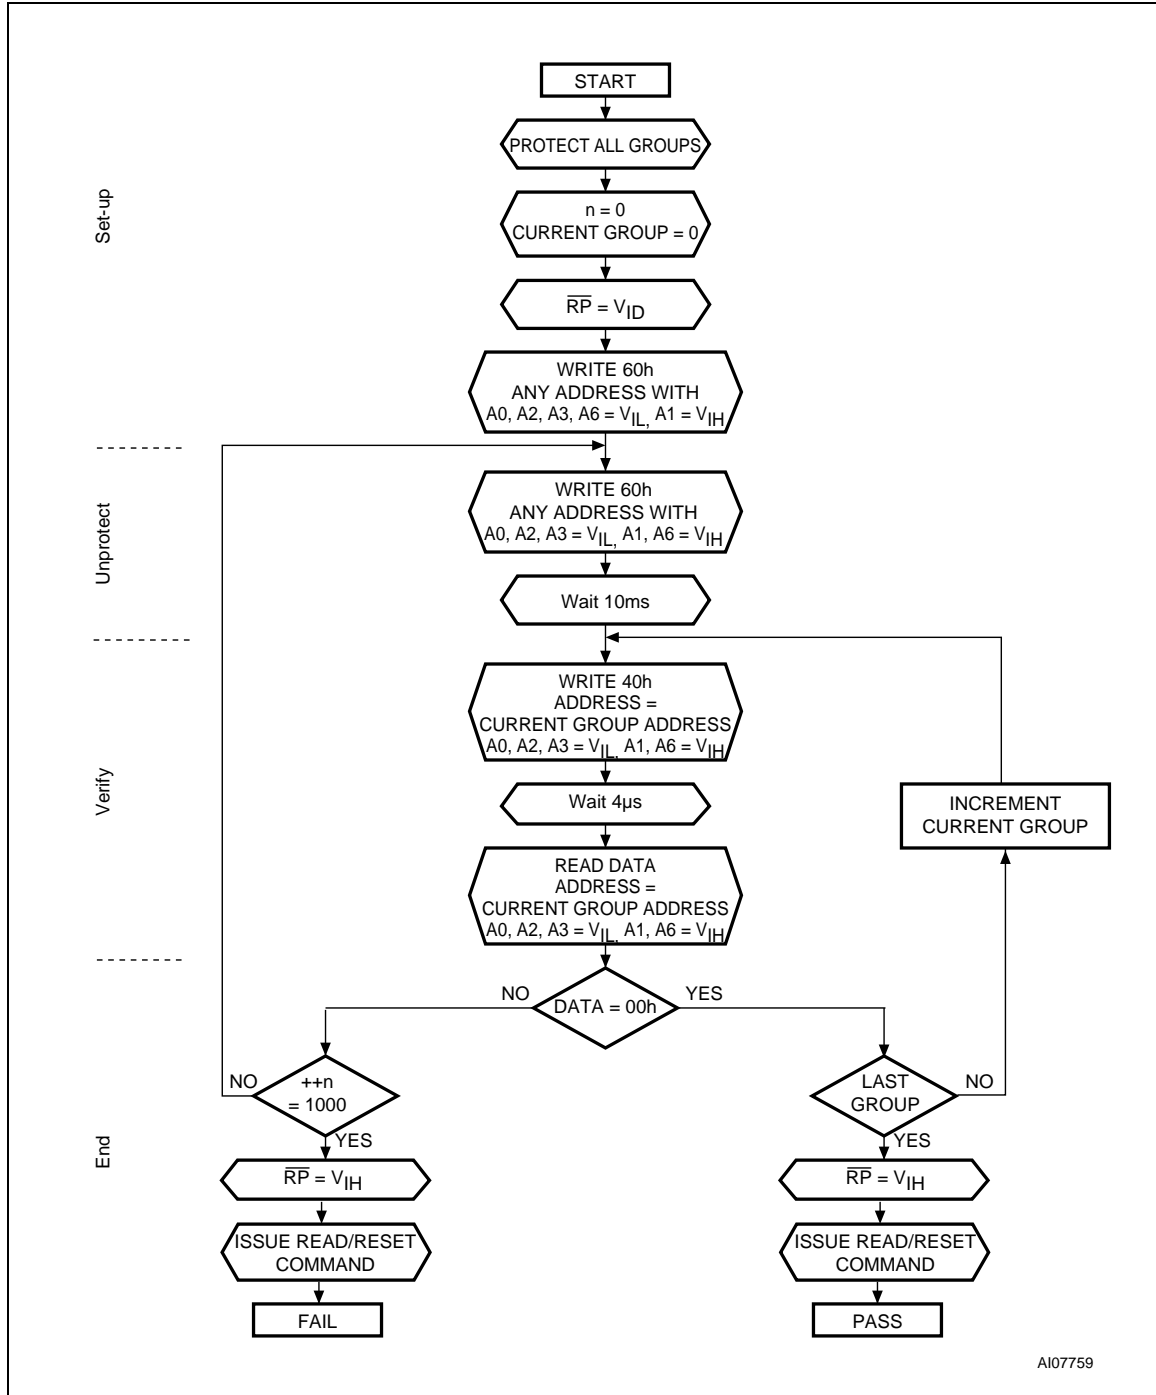 START
PROTECT ALL GROUPS
Set-up
n = 0
CURRENT GROUP = 0
RP = VID
WRITE 60h
ANY ADDRESS WITH
A0, A2, A3, A6 = VIL, A1 = VIH
Unprotect
WRITE 60h
ANY ADDRESS WITH
A0, A2, A3 = VIL, A1, A6 = VIH
Wait 10ms
Verify
WRITE 40h
ADDRESS =
CURRENT GROUP ADDRESS
A0, A2, A3 = VIL, A1, A6 = VIH
Wait 4µs
INCREMENT
CURRENT GROUP
READ DATA
ADDRESS =
CURRENT GROUP ADDRESS
A0, A2, A3 = VIL, A1, A6 = VIH
End
NO
DATA = 00h
YES
NO
++n
= 1000
YES
LAST
GROUP
NO
YES
RP = VIH
RP = VIH
ISSUE READ/RESET
COMMAND
ISSUE READ/RESET
COMMAND
FAIL
PASS
AI07759